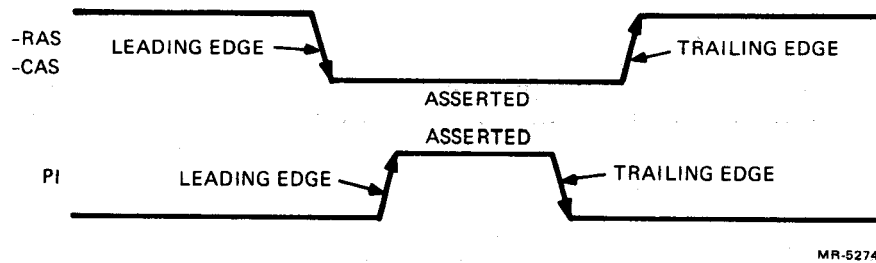 -RAS
-CAS
LEADING EDGE
TRAILING EDGE
ASSERTED
ASSERTED
PI
LEADING EDGE
TRAILING EDGE
MR-5274